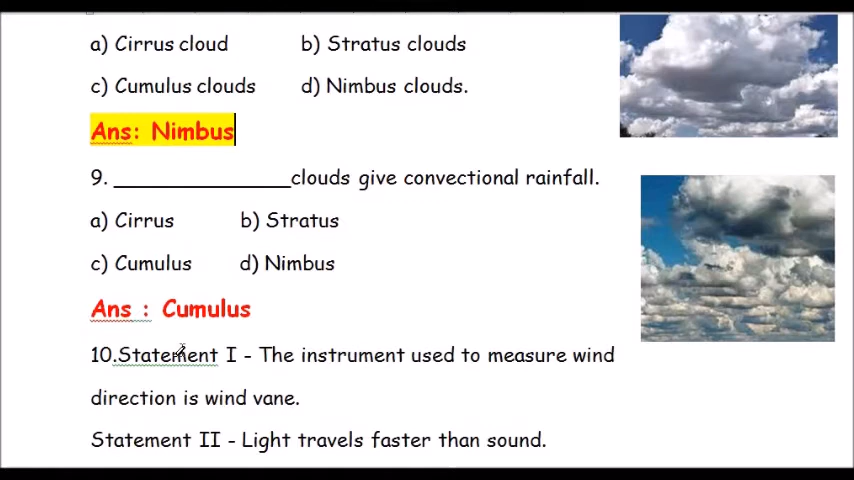 a) Cirrus cloud b) Stratus clouds
c) Cumulus clouds d) Nimbus clouds.
Ans: Nimbus
9. ______________clouds give convectional rainfall.
a) Cirrus b) Stratus
c) Cumulus d) Nimbus
Ans : Cumulus
10.Statement I - The instrument used to measure wind
direction is wind vane.
Statement II - Light travels faster than sound.